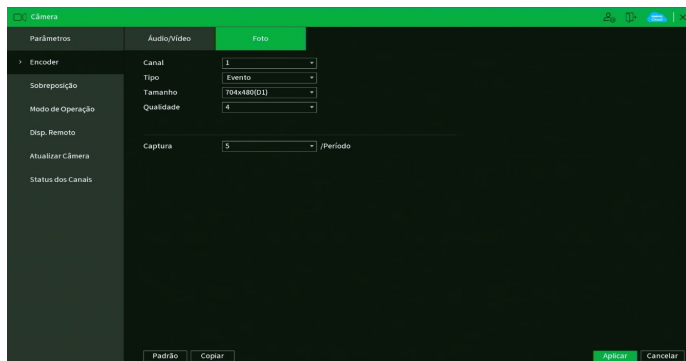 Câmera
Parâmetros
Áudio/Vídeo
Foto
Encoder
Canal
1
Tipo
Evento
Sobreposição
Tamanho
704x480(D1)
Modo de Operação
Qualidade
4
Disp. Remoto
Captura
5
/Período
Atualizar Câmera
Status dos Canais
Padrão
Copiar
Aplicar
Cancelar